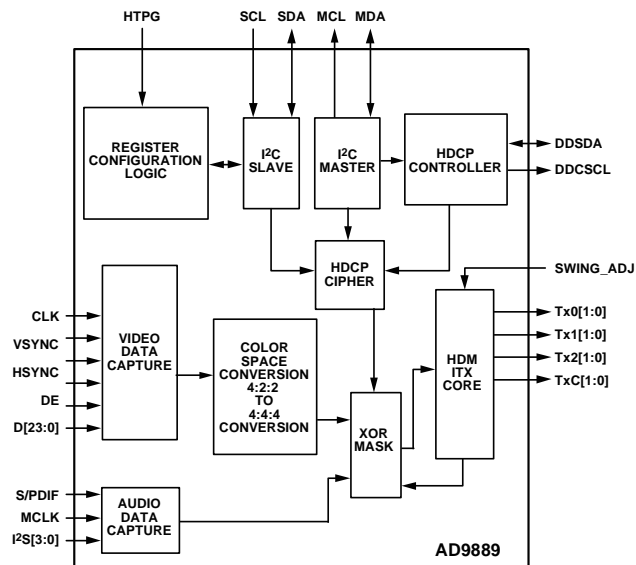 HTPG
SCL
SDA
MCL
MDA
REGISTER
CONFIGURATION
LOGIC
I²C
SLAVE
I²C
MASTER
HDCP
CONTROLLER
DDSDA
DDCSCL
HDCP
CIPHER
SWING_ADJ
CLK
VSYNC
HSYNC
DE
D[23:0]
VIDEO
DATA
CAPTURE
COLOR
SPACE
CONVERSION
4:2:2
TO
4:4:4
CONVERSION
XOR
MASK
HDM
ITX
CORE
Tx0[1:0]
Tx1[1:0]
Tx2[1:0]
TxC[1:0]
S/PDIF
MCLK
I²S[3:0]
AUDIO
DATA
CAPTURE
AD9889